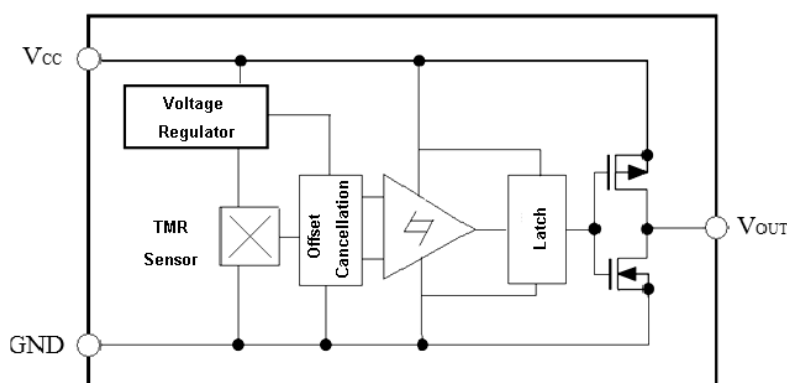 VCC
Voltage
Regulator
TMR
Sensor
Offset
Cancellation
Latch
VOUT
GND